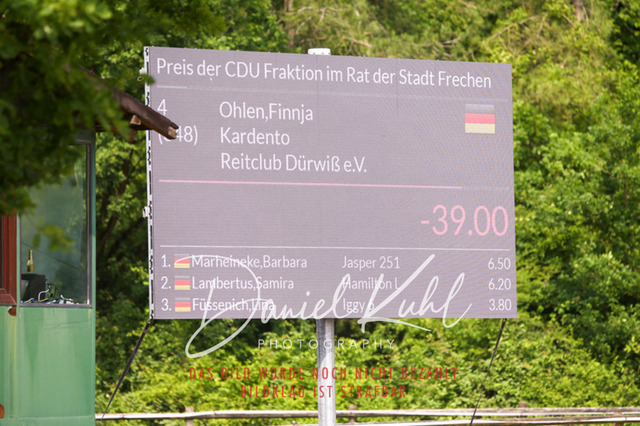 Preis der CDU Fraktion im Rat der Stadt Frechen
4 Ohlen,Finnja
48) Kardento
Reitclub Dürwiß e.V.
-39.00
1. Marheineke,Barbara Jasper 251 6.50
2. Lambertus,Samira Hamilton L 6.20
3. Füssenich, Iggy 3.80
Daniel Kuhl
PHOTOGRAPHY
DAS BILD WURDE NOCH NICHT BEZAHLT
BILDKLAU IST STRAFBAR